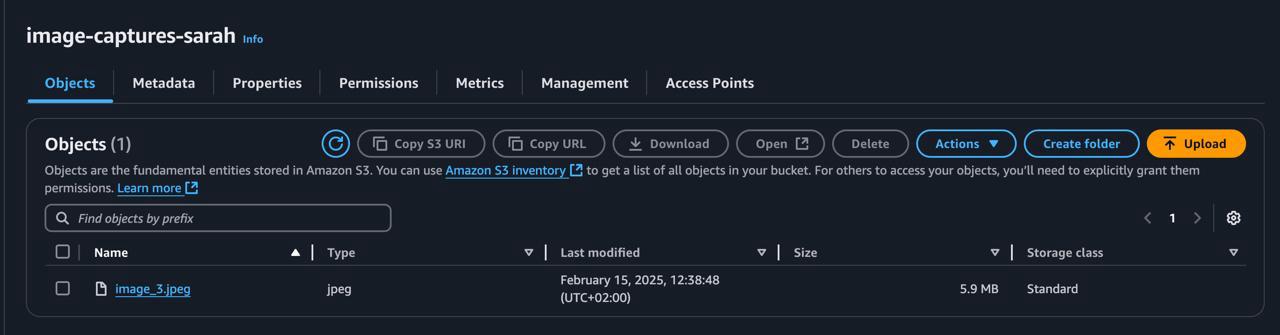 image-captures-sarah Info
Objects Metadata Properties Permissions Metrics Management Access Points
Objects (1) Copy S3 URI Copy URL Download Open Delete Actions Create folder Upload
Objects are the fundamental entities stored in Amazon S3. You can use Amazon S3 inventory to get a list of all objects in your bucket. For others to access your objects, you'll need to explicitly grant them
permissions. Learn more
Find objects by prefix 1
Name Type Last modified Size Storage class
image_3.jpeg jpeg February 15, 2025, 12:38:48 5.9 MB Standard
(UTC+02:00)